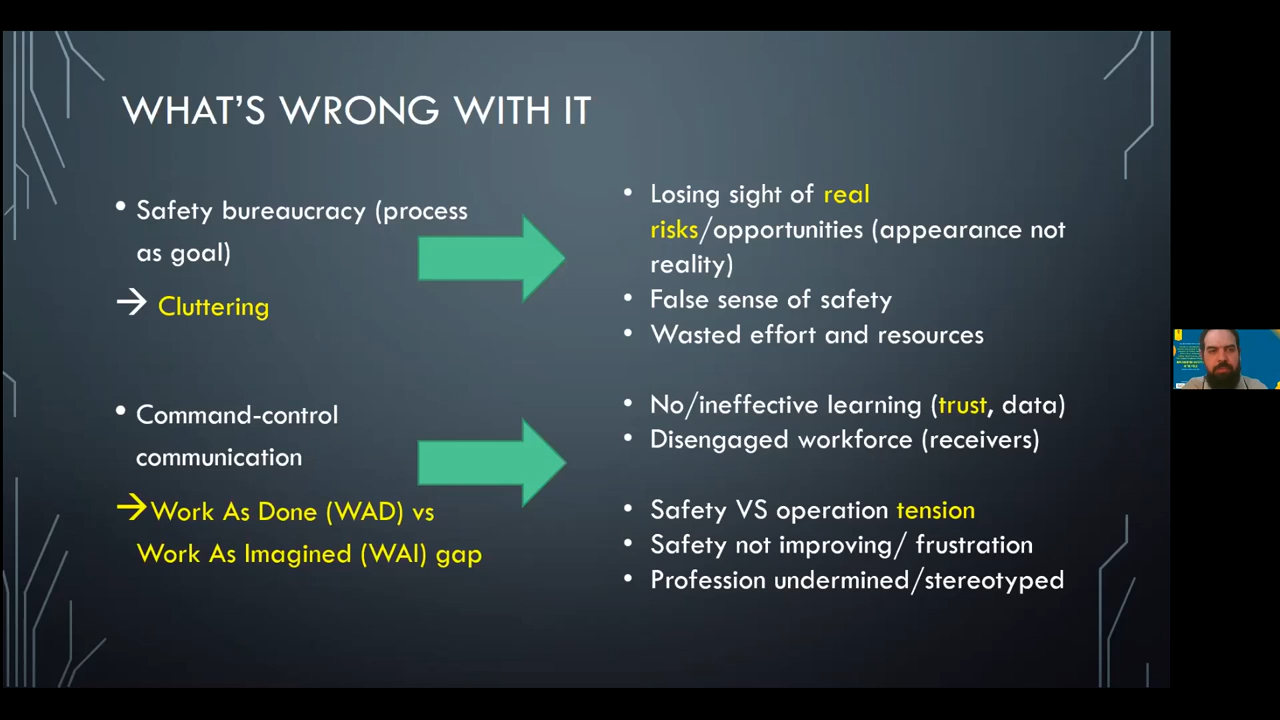 WHAT'S WRONG WITH IT
• Safety bureaucracy (process
as goal)
→ Cluttering
• Command-control
communication
→Work As Done (WAD) vs
Work As Imagined (WAI) gap
• Losing sight of real
risks/opportunities (appearance not
reality)
• False sense of safety
• Wasted effort and resources
• No/ineffective learning (trust, data)
• Disengaged workforce (receivers)
• Safety VS operation tension
• Safety not improving/ frustration
• Profession undermined/stereotyped